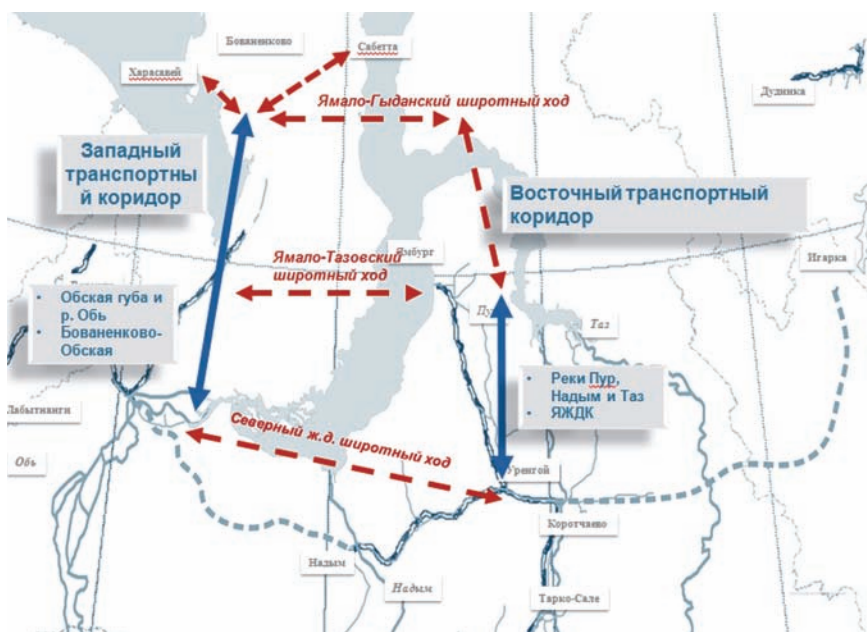 Бованенково
Сабетта
Харасавей
Дудинка
Ямало-Гыданский широтный ход
Западный
транспортны
й коридор
Восточный транспортный
коридор
Ямбург
Ямало-Тазовский
широтный ход
Игарка
• Обская губа и
р. Обь
• Бованенково-
Обская
Таз
• Реки Пур,
Надым и Таз
• ЯЖДК
Лабытнанги
Северный ж.д. широтный ход
Обь
Уренгой
Коротчаево
Надым
Надым
Тарко-Сале